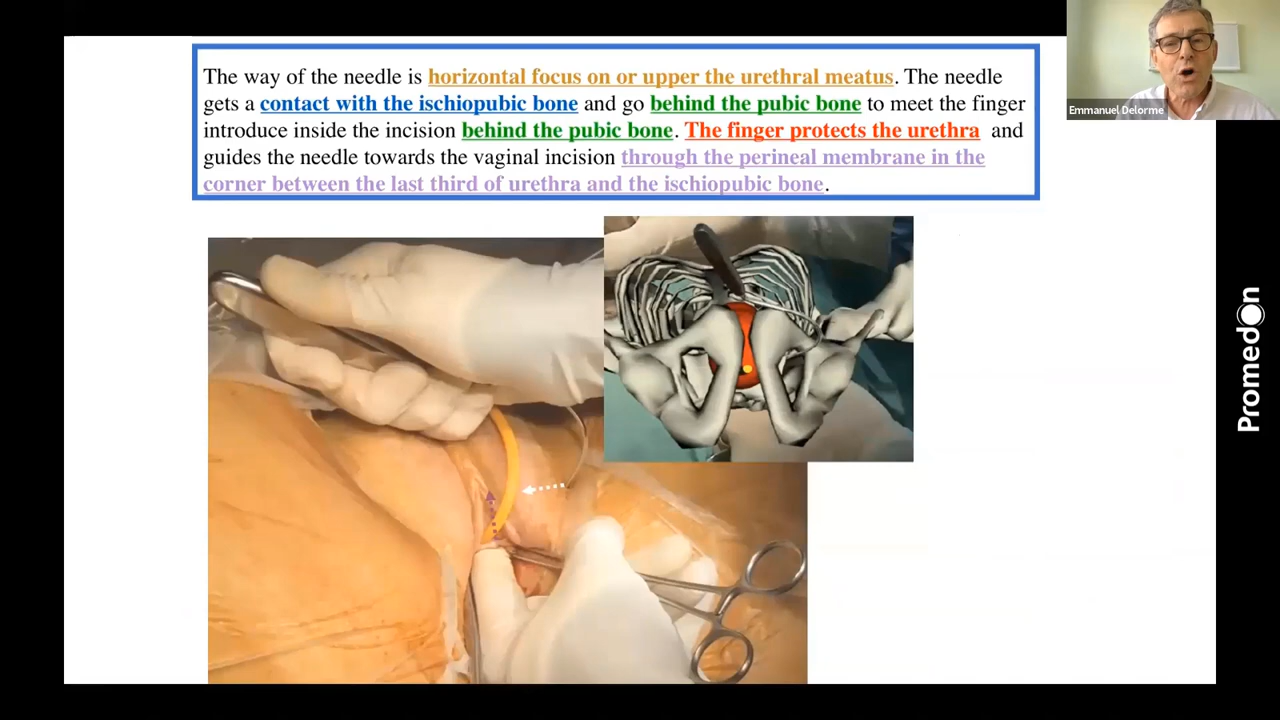 The way of the needle is horizontal focus on or upper the urethral meatus. The needle
gets a contact with the ischiopubic bone and go behind the pubic bone to meet the finger
introduce inside the incision behind the pubic bone. The finger protects the urethra and
guides the needle towards the vaginal incision through the perineal membrane in the
corner between the last third of urethra and the ischiopubic bone.
Emmanuel Delorme
Promedon